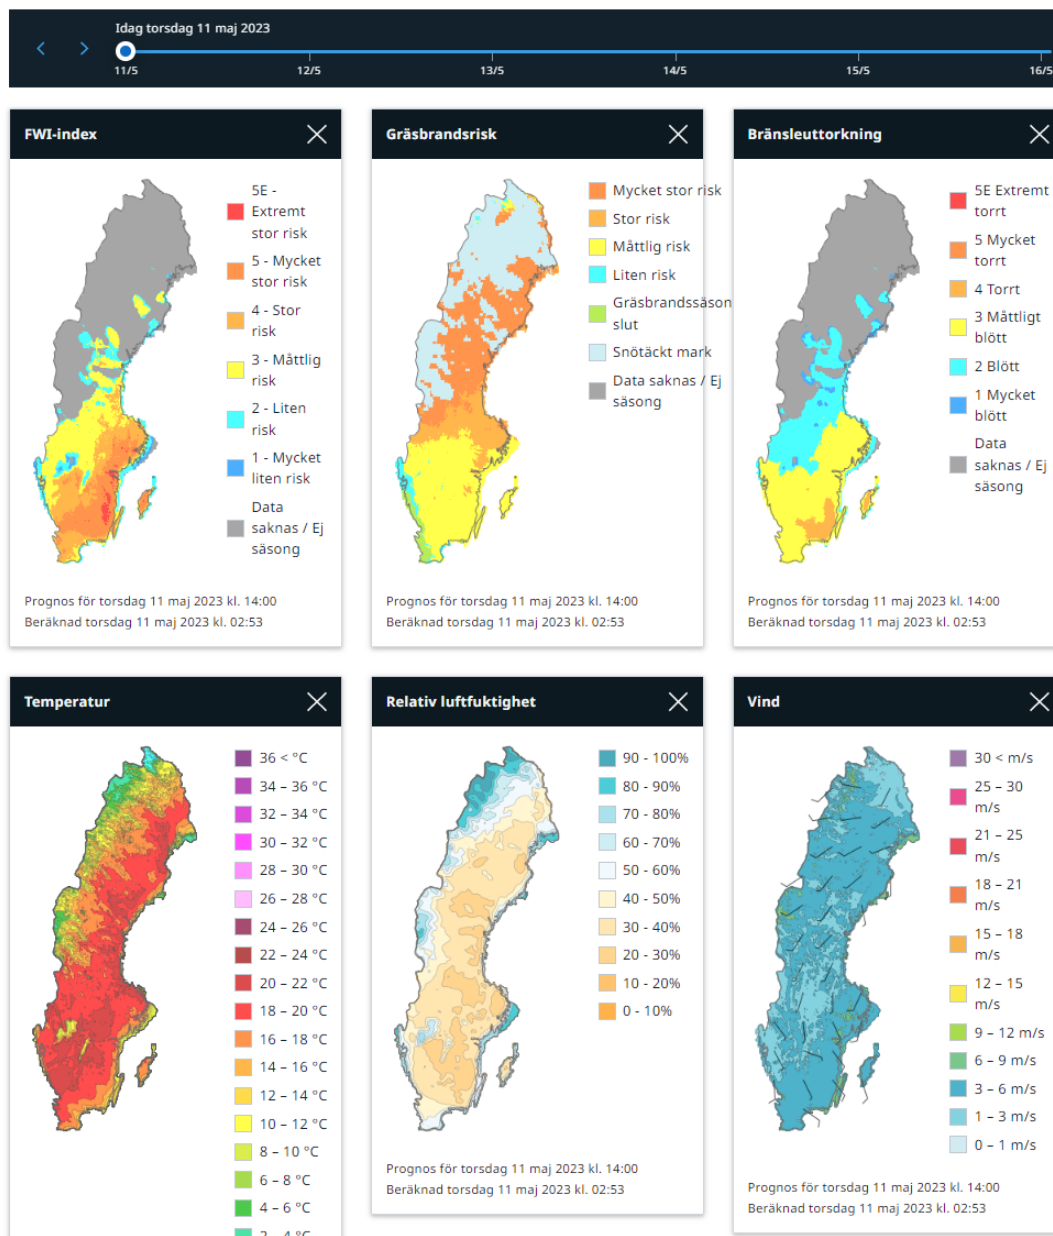 Idag torsdag 11 maj 2023
11/5 12/5 13/5 14/5 15/5 16/5
FWI-index
5E -
Extremt
stor risk
5 - Mycket
stor risk
4 - Stor
risk
3 - Måttlig
risk
2 - Liten
risk
1 - Mycket
liten risk
Data
saknas / Ej
säsong
Prognos för torsdag 11 maj 2023 kl. 14:00
Beräknad torsdag 11 maj 2023 kl. 02:53
Gräsbrandsrisk
Mycket stor risk
Stor risk
Måttlig risk
Liten risk
Gräsbrandssäson
slut
Snötäckt mark
Data saknas / Ej
säsong
Prognos för torsdag 11 maj 2023 kl. 14:00
Beräknad torsdag 11 maj 2023 kl. 02:53
Bränsleuttorkning
5E Extremt
torrt
5 Mycket
torrt
4 Torrt
3 Måttligt
blött
2 Blött
1 Mycket
blött
Data
saknas / Ej
säsong
Prognos för torsdag 11 maj 2023 kl. 14:00
Beräknad torsdag 11 maj 2023 kl. 02:53
Temperatur
36 < °C
34 – 36 °C
32 – 34 °C
30 – 32 °C
28 – 30 °C
26 – 28 °C
24 – 26 °C
22 – 24 °C
20 – 22 °C
18 – 20 °C
16 – 18 °C
14 – 16 °C
12 – 14 °C
10 – 12 °C
8 – 10 °C
6 – 8 °C
4 – 6 °C
2 – 4 °C
Relativ luftfuktighet
90 - 100%
80 - 90%
70 - 80%
60 - 70%
50 - 60%
40 - 50%
30 - 40%
20 - 30%
10 - 20%
0 - 10%
Prognos för torsdag 11 maj 2023 kl. 14:00
Beräknad torsdag 11 maj 2023 kl. 02:53
Vind
30 < m/s
25 – 30
m/s
21 – 25
m/s
18 – 21
m/s
15 – 18
m/s
12 – 15
m/s
9 – 12 m/s
6 – 9 m/s
3 – 6 m/s
1 – 3 m/s
0 – 1 m/s
Prognos för torsdag 11 maj 2023 kl. 14:00
Beräknad torsdag 11 maj 2023 kl. 02:53